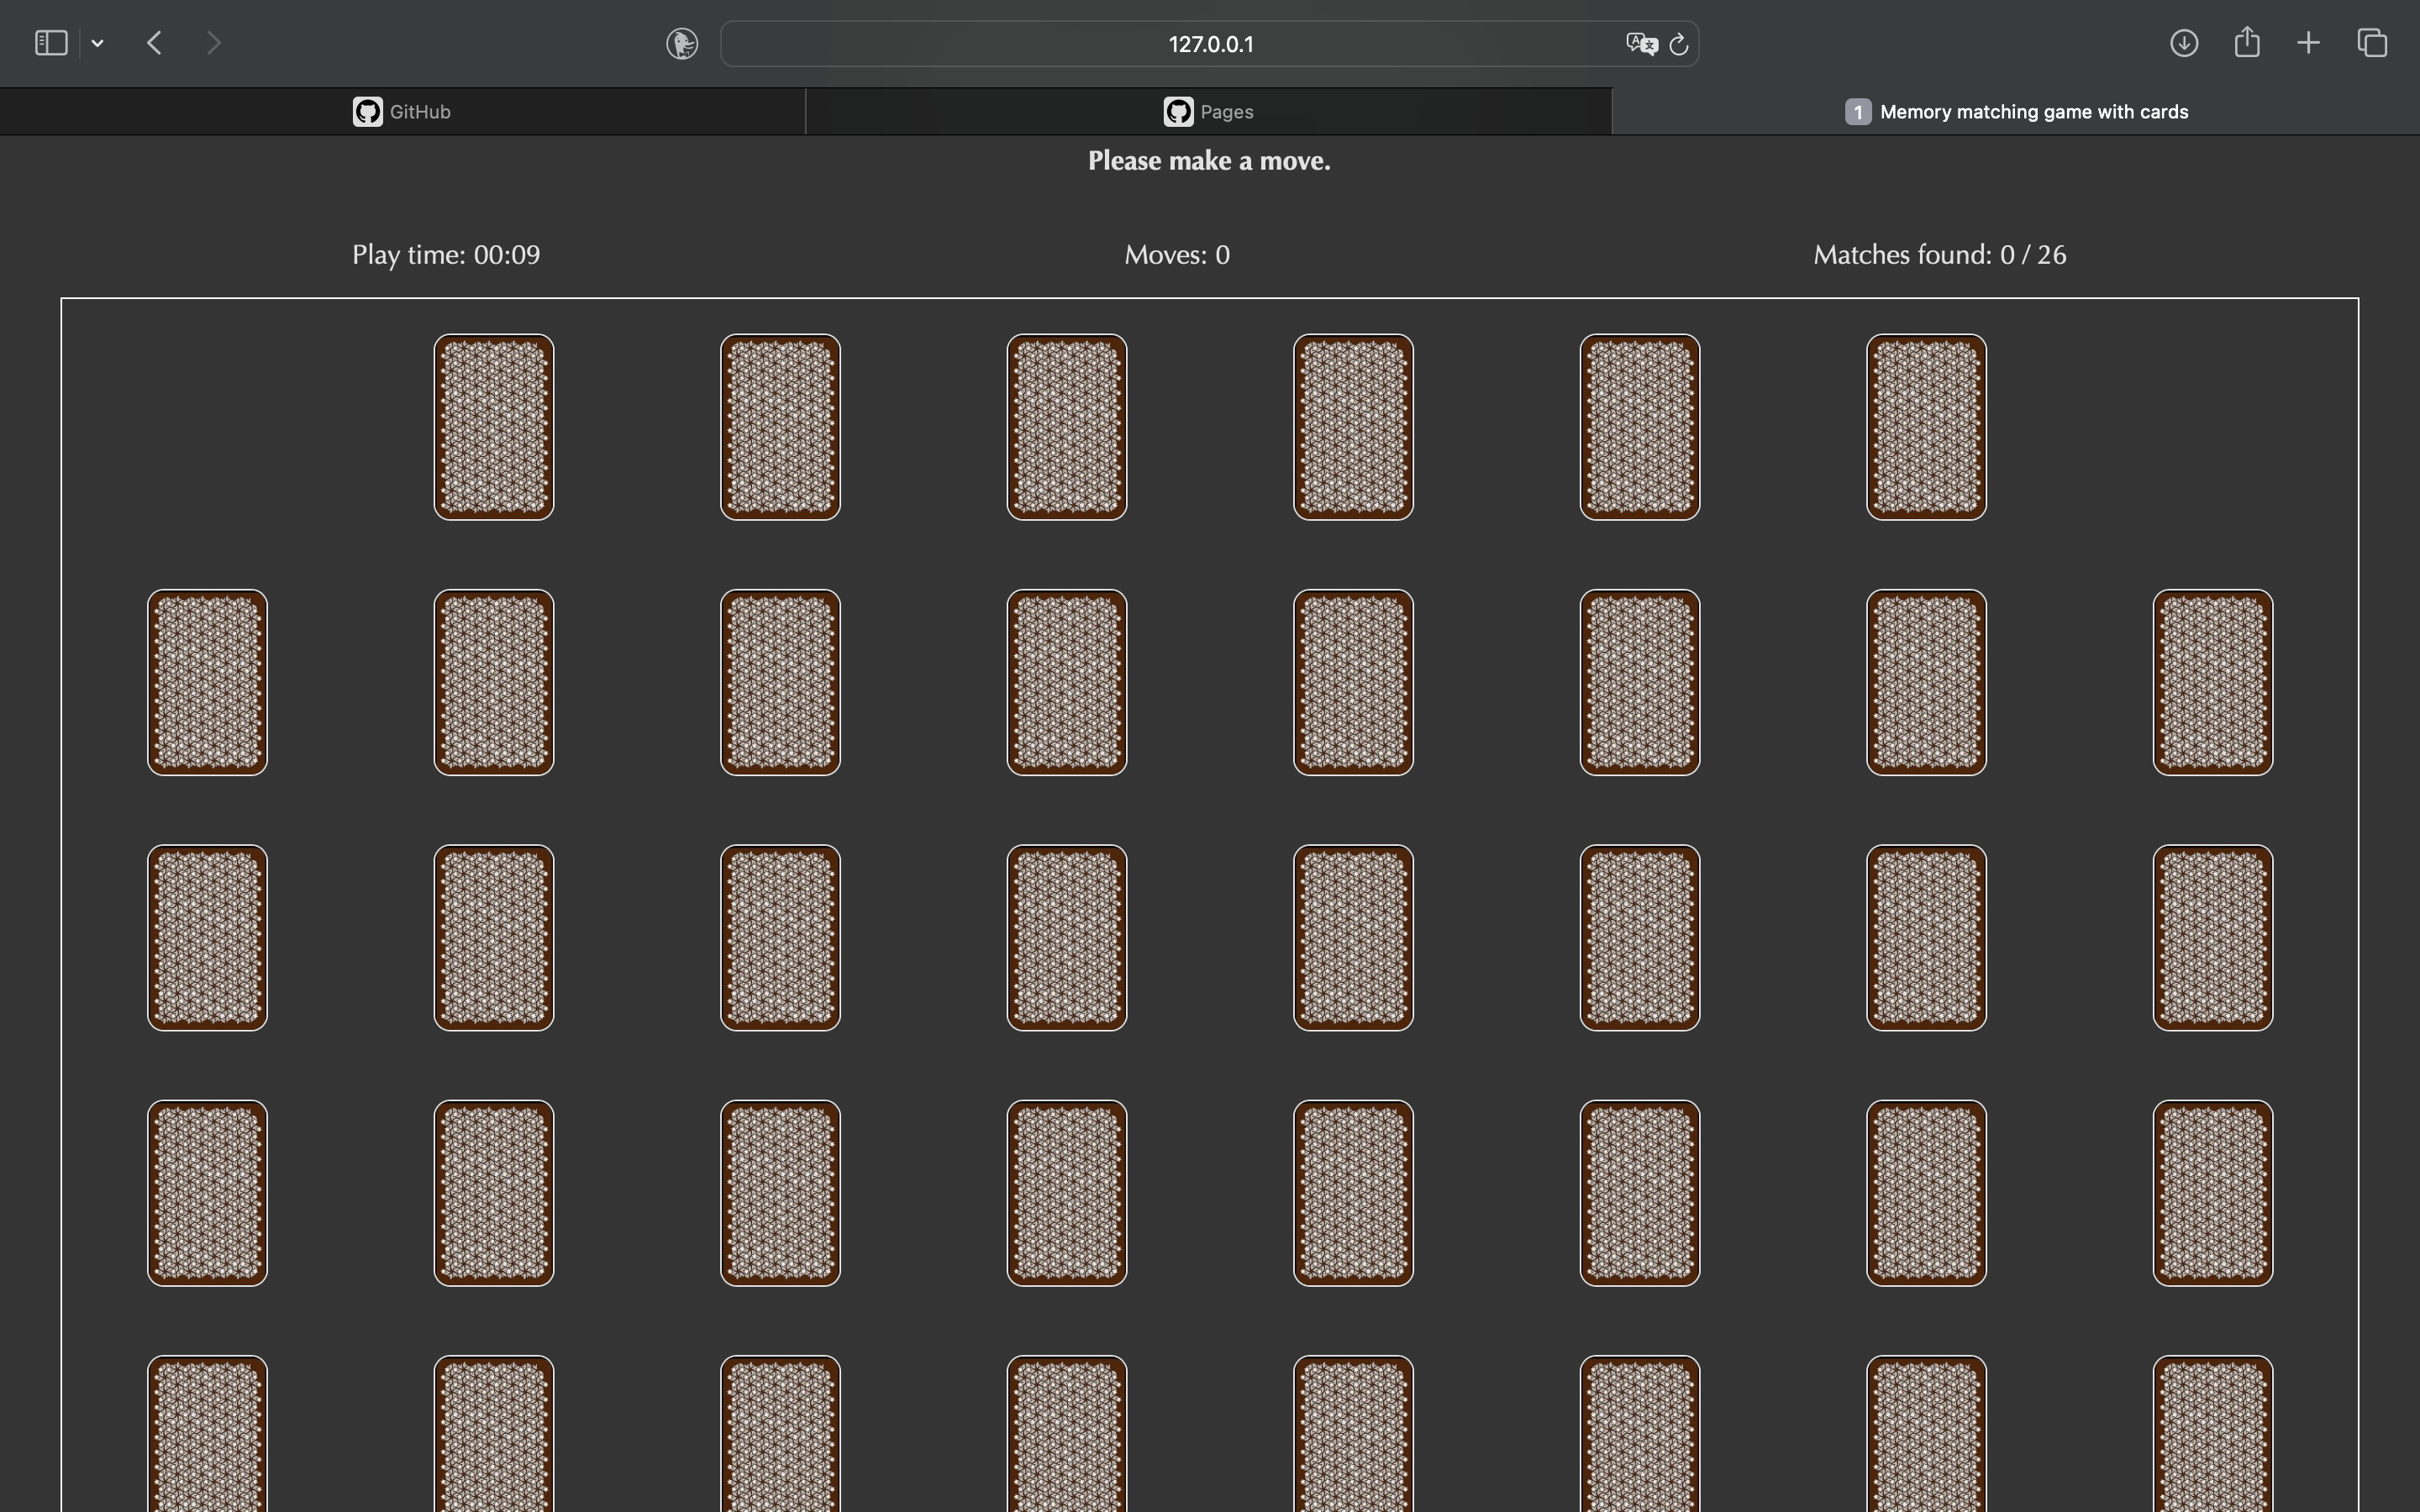 127.0.0.1
GitHub
Pages
1 Memory matching game with cards
Please make a move.
Play time: 00:09
Moves: 0
Matches found: 0 / 26